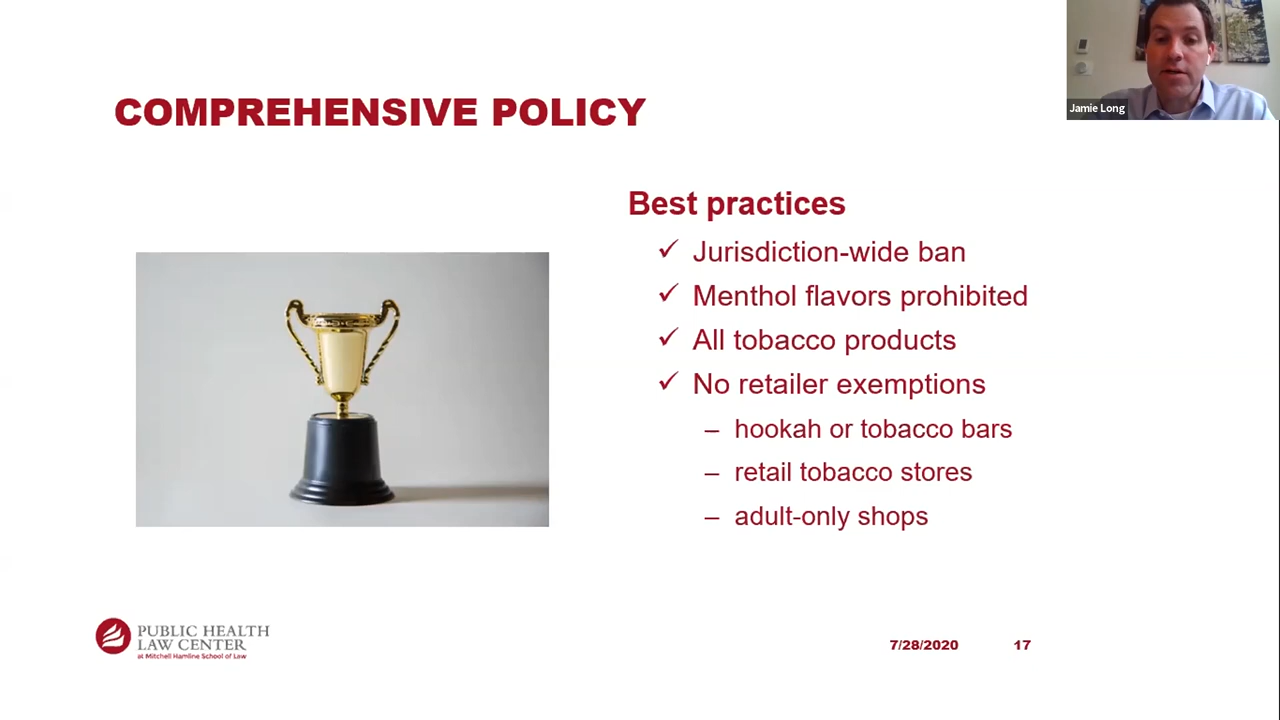 Jamie Long
COMPREHENSIVE POLICY
Best practices
✓ Jurisdiction-wide ban
✓ Menthol flavors prohibited
✓ All tobacco products
✓ No retailer exemptions
– hookah or tobacco bars
– retail tobacco stores
– adult-only shops
PUBLIC HEALTH
LAW CENTER
at Mitchell Hamline School of Law
7/28/2020 17